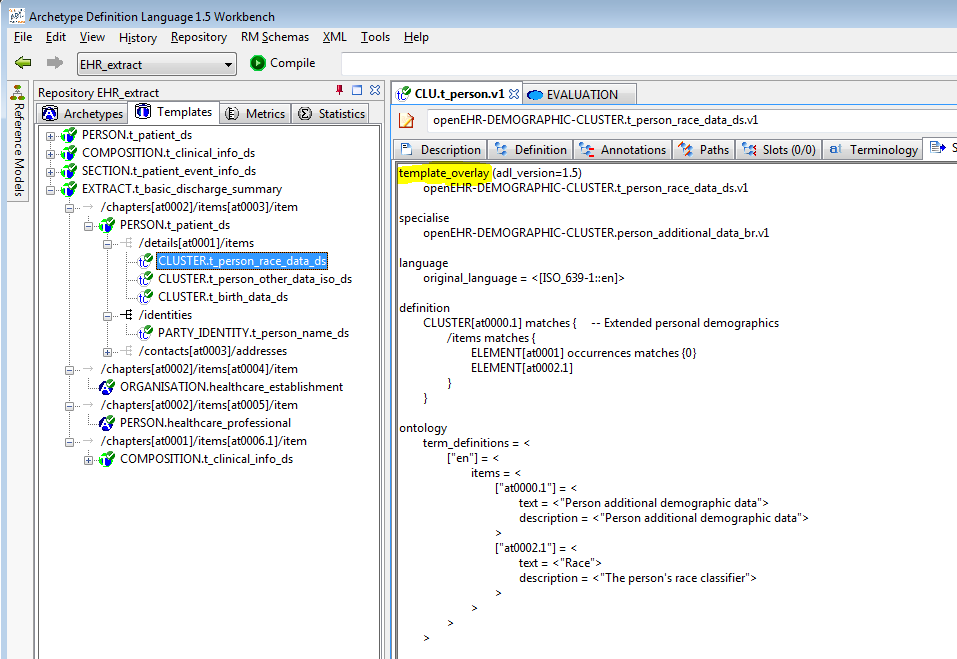 Archetype Definition Language 1.5 Workbench
File Edit View History Repository RM Schemas XML Tools Help
EHR_extract Compile
Reference Models
Repository EHR_extract
Archetypes Templates Metrics Statistics
PERSON.t_patient_ds
COMPOSITION.t_clinical_info_ds
SECTION.t_patient_event_info_ds
EXTRACT.t_basic_discharge_summary
/chapters[at0002]/items[at0003]/item
PERSON.t_patient_ds
/details[at0001]/items
CLUSTER.t_person_race_data_ds
CLUSTER.t_person_other_data_iso_ds
CLUSTER.t_birth_data_ds
/identities
PARTY_IDENTITY.t_person_name_ds
/contacts[at0003]/addresses
/chapters[at0002]/items[at0004]/item
ORGANISATION.healthcare_establishment
/chapters[at0002]/items[at0005]/item
PERSON.healthcare_professional
/chapters[at0001]/items[at0006.1]/item
COMPOSITION.t_clinical_info_ds
CLU.t_person.v1 EVALUATION
openEHR-DEMOGRAPHIC-CLUSTER.t_person_race_data_ds.v1
Description Definition Annotations Paths Slots (0/0) Terminology S
template_overlay (adl_version=1.5)
openEHR-DEMOGRAPHIC-CLUSTER.t_person_race_data_ds.v1
specialise
openEHR-DEMOGRAPHIC-CLUSTER.person_additional_data_br.v1
language
original_language = <[ISO_639-1::en]>
definition
CLUSTER[at0000.1] matches { -- Extended personal demographics
/items matches {
ELEMENT[at0001] occurrences matches {0}
ELEMENT[at0002.1]
}
}
ontology
term_definitions = <
["en"] = <
items = <
["at0000.1"] = <
text = <"Person additional demographic data">
description = <"Person additional demographic data">
>
["at0002.1"] = <
text = <"Race">
description = <"The person's race classifier">
>
>
>
>